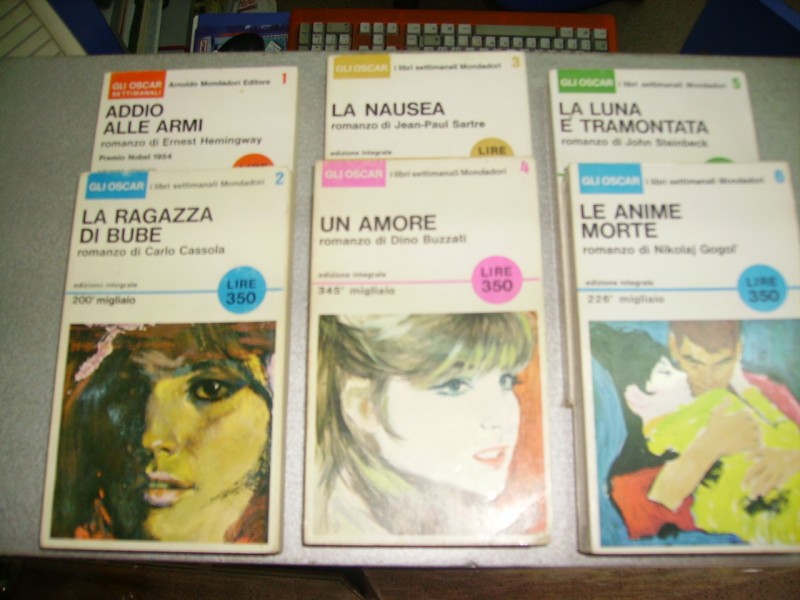 GLI OSCAR
SETTIMANALI
Arnoldo Mondadori Editore
1
ADDIO
ALLE ARMI
romanzo di Ernest Hemingway
Premio Nobel 1954
LIRE
GLI OSCAR i libri settimanali Mondadori 3
LA NAUSEA
romanzo di Jean-Paul Sartre
edizione integrale
LIRE
GLI OSCAR i libri settimanali Mondadori 5
LA LUNA
E TRAMONTATA
romanzo di John Steinbeck
GLI OSCAR i libri settimanali Mondadori 2
LA RAGAZZA
DI BUBE
romanzo di Carlo Cassola
edizione integrale
200° migliaio
LIRE
350
GLI OSCAR i libri settimanali Mondadori 4
UN AMORE
romanzo di Dino Buzzati
edizione integrale
345° migliaio
LIRE
350
GLI OSCAR i libri settimanali Mondadori 6
LE ANIME
MORTE
romanzo di Nikolaj Gogol'
edizione integrale
226° migliaio
LIRE
350